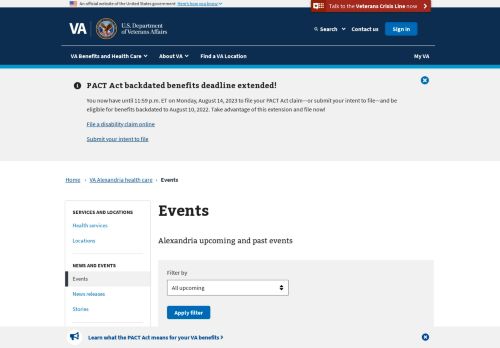 An official website of the United States government Here's how you know
Talk to the Veterans Crisis Line now
VA
U.S. Department
of Veterans Affairs
Search
Contact us
Sign in
VA Benefits and Health Care
About VA
Find a VA Location
My VA
PACT Act backdated benefits deadline extended!
You now have until 11:59 p.m. ET on Monday, August 14, 2023 to file your PACT Act claim—or submit your intent to file—and be
eligible for benefits backdated to August 10, 2022. Take advantage of this extension and file now!
File a disability claim online
Submit your intent to file
Home › VA Alexandria health care › Events
SERVICES AND LOCATIONS
Health services
Locations
NEWS AND EVENTS
Events
News releases
Stories
Events
Alexandria upcoming and past events
Filter by
All upcoming
Apply filter
Learn what the PACT Act means for your VA benefits >